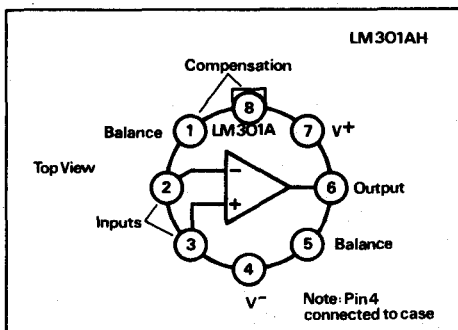 LM301AH
Compensation
8
1 LM301A 7 V+
Balance
Top View
2 − 6 Output
+
Inputs
3 5 Balance
4
V−
Note: Pin 4
connected to case